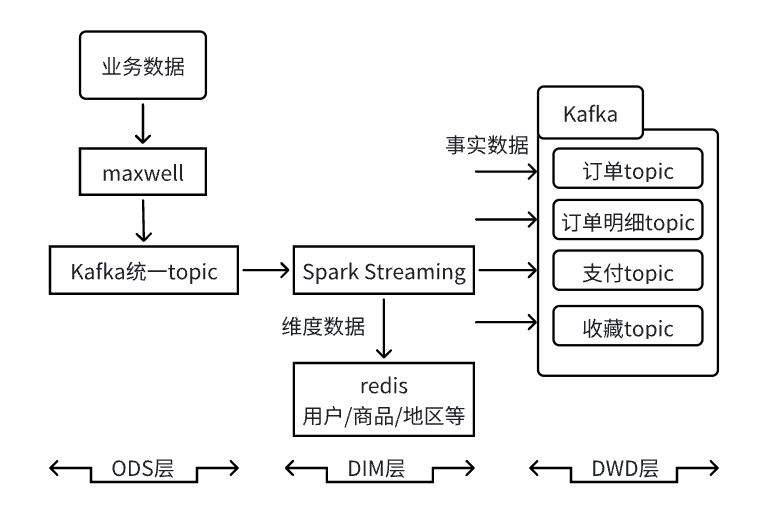 业务数据
maxwell
Kafka统一topic
Spark Streaming
维度数据
redis
用户/商品/地区等
事实数据
Kafka
订单topic
订单明细topic
支付topic
收藏topic
ODS层
DIM层
DWD层